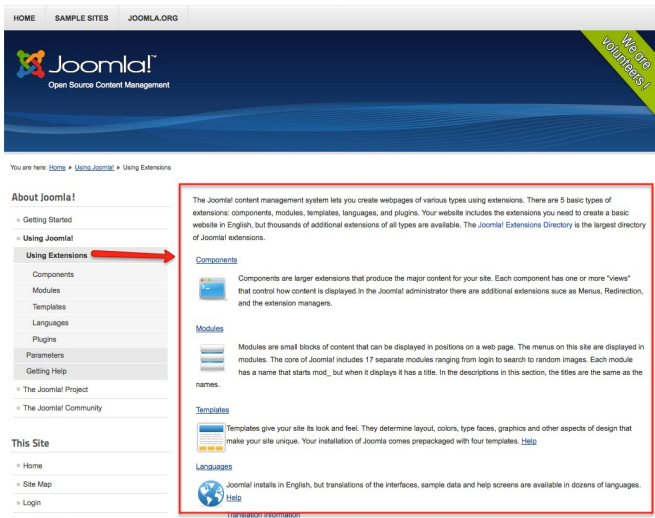 HOME SAMPLE SITES JOOMLA.ORG
Joomla!™
Open Source Content Management
We are
volunteers!
You are here: Home ▸ Using Joomla! ▸ Using Extensions
About Joomla!
Getting Started
Using Joomla!
Using Extensions
Components
Modules
Templates
Languages
Plugins
Parameters
Getting Help
The Joomla! Project
The Joomla! Community
This Site
Home
Site Map
Login
The Joomla! content management system lets you create webpages of various types using extensions. There are 5 basic types of
extensions: components, modules, templates, languages, and plugins. Your website includes the extensions you need to create a basic
website in English, but thousands of additional extensions of all types are available. The Joomla! Extensions Directory is the largest directory
of Joomla! extensions.
Components
Components are larger extensions that produce the major content for your site. Each component has one or more "views"
that control how content is displayed.In the Joomla! administrator there are additional extensions suce as Menus, Redirection,
and the extension managers.
Modules
Modules are small blocks of content that can be displayed in positions on a web page. The menus on this site are displayed in
modules. The core of Joomla! includes 17 separate modules ranging from login to search to random images. Each module
has a name that starts mod_ but when it displays it has a title. In the descriptions in this section, the titles are the same as the
names.
Templates
Templates give your site its look and feel. They determine layout, colors, type faces, graphics and other aspects of design that
make your site unique. Your installation of Joomla comes prepackaged with four templates. Help
Languages
Joomla! installs in English, but translations of the interfaces, sample data and help screens are available in dozens of languages.
Help
Translation Information